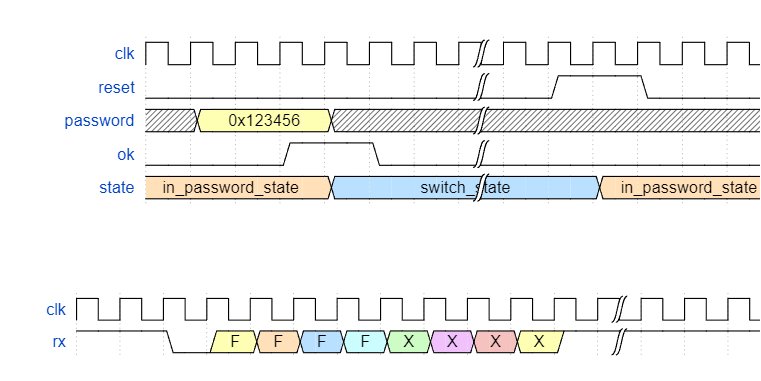 clk
reset
password 0x123456
ok
state in_password_state switch_state in_password_state
clk
rx F F F F X X X X